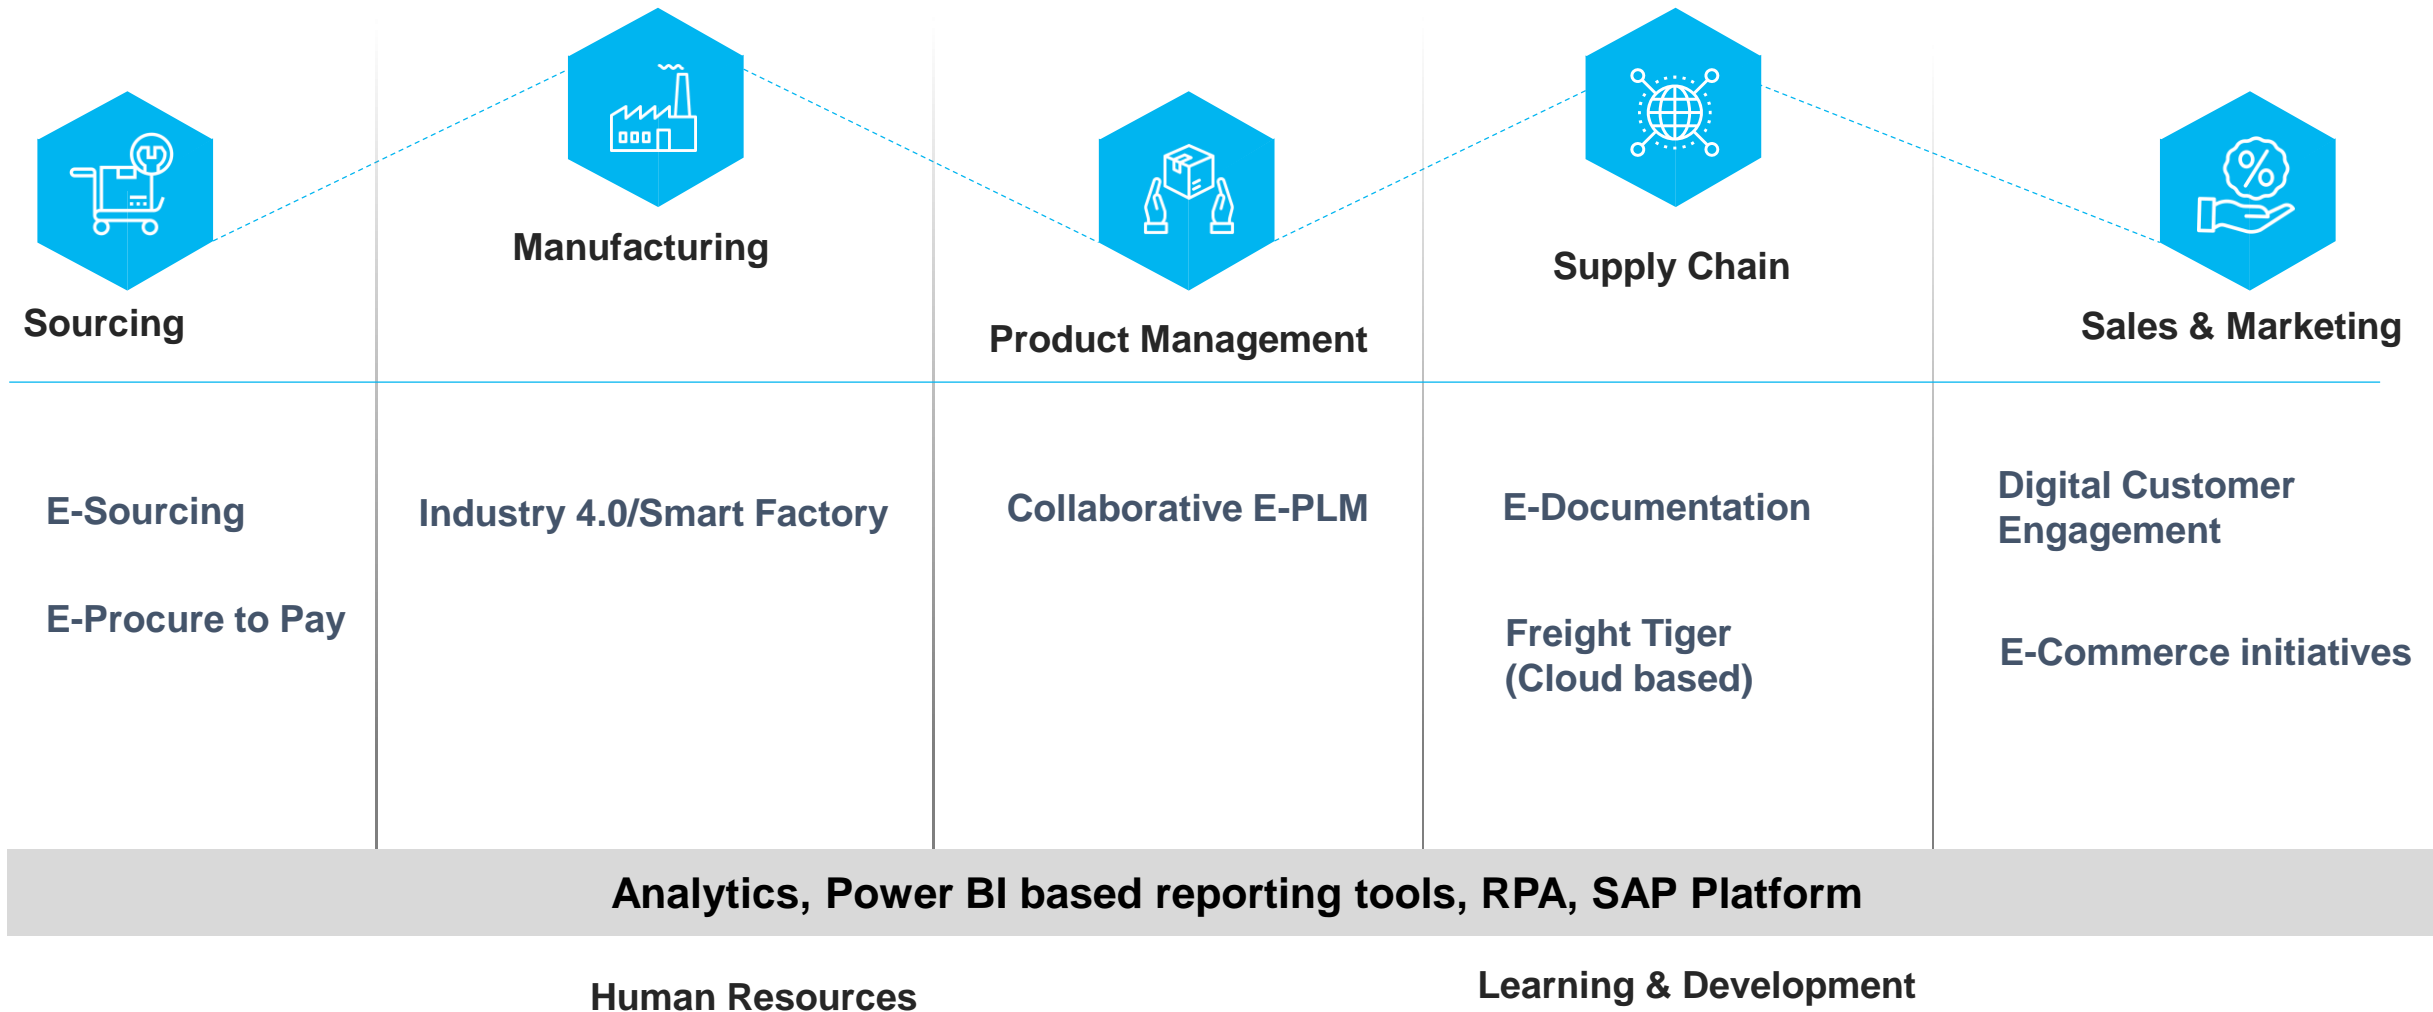 Sourcing
Manufacturing
Product Management
Supply Chain
Sales & Marketing
E-Sourcing
E-Procure to Pay
Industry 4.0/Smart Factory
Collaborative E-PLM
E-Documentation
Freight Tiger
(Cloud based)
Digital Customer
Engagement
E-Commerce initiatives
Analytics, Power BI based reporting tools, RPA, SAP Platform
Human Resources
Learning & Development